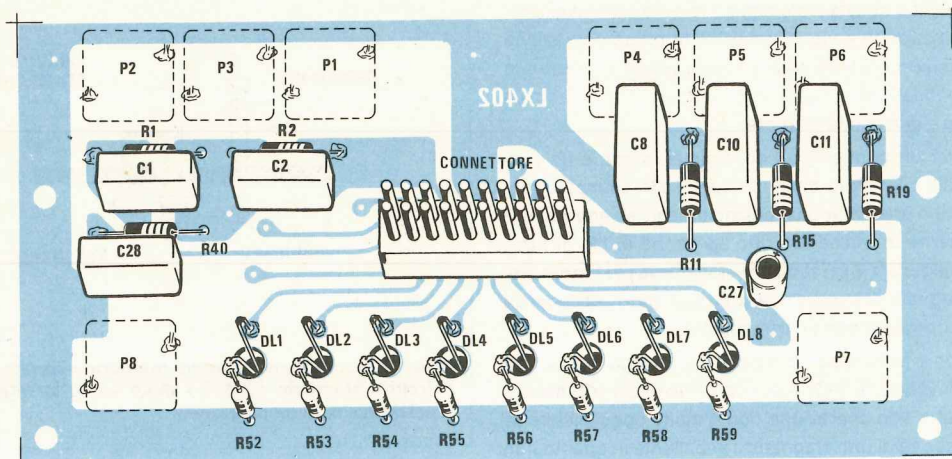 P2 P3 P1 P4 P5 P6
LX402
R1 R2
C1 C2 CONNETTORE C8 C10 C11
R19
C28 R40 R11 R15
C27
DL1 DL2 DL3 DL4 DL5 DL6 DL7 DL8
P8 P7
R52 R53 R54 R55 R56 R57 R58 R59